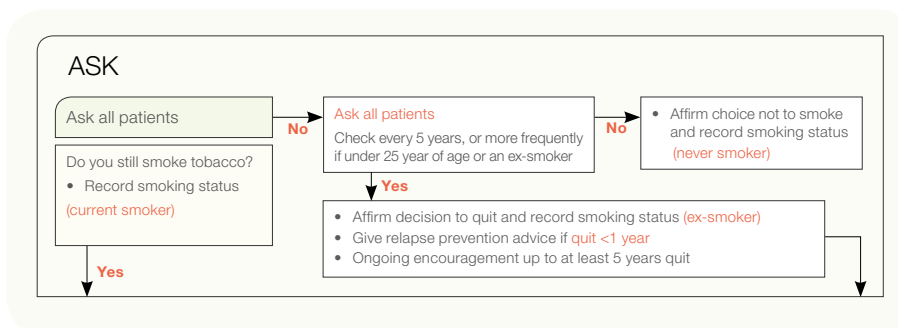 ASK
Ask all patients
No
Do you still smoke tobacco?
• Record smoking status
(current smoker)
Yes
Ask all patients
Check every 5 years, or more frequently
if under 25 year of age or an ex-smoker
No
Yes
• Affirm choice not to smoke
and record smoking status
(never smoker)
• Affirm decision to quit and record smoking status (ex-smoker)
• Give relapse prevention advice if quit <1 year
• Ongoing encouragement up to at least 5 years quit